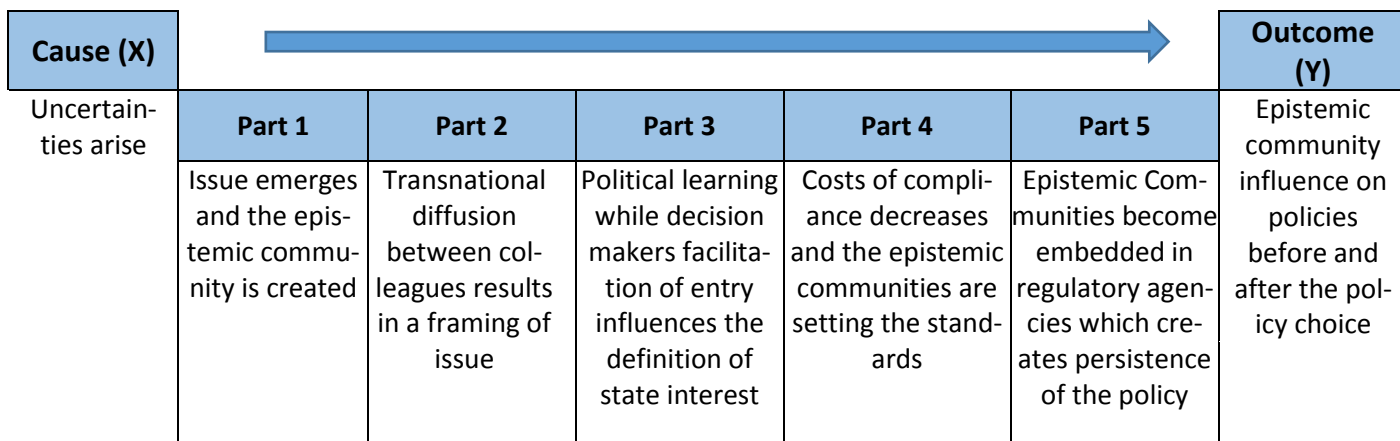 Cause (X)
Uncertain-
ties arise
Part 1
Issue emerges
and the epis-
temic commu-
nity is created
Part 2
Transnational
diffusion
between col-
leagues results
in a framing of
issue
Part 3
Political learning
while decision
makers facilita-
tion of entry
influences the
definition of
state interest
Part 4
Costs of compli-
ance decreases
and the epistemic
communities are
setting the stand-
ards
Part 5
Epistemic Com-
munities become
embedded in
regulatory agen-
cies which cre-
ates persistence
of the policy
Outcome
(Y)
Epistemic
community
influence on
policies
before and
after the pol-
icy choice